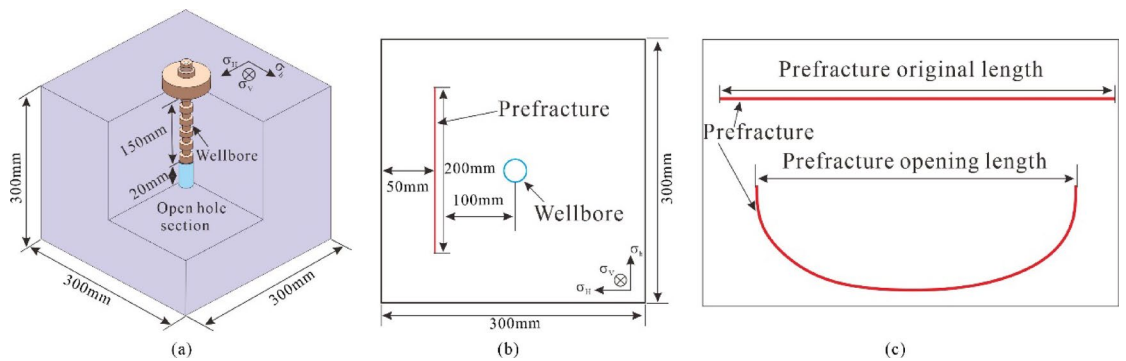 σH
σh
σV
150mm
Wellbore
20mm
300mm
Open hole
section
300mm
300mm
(a)
Prefracture
50mm
200mm
100mm
Wellbore
300mm
σh
σV
σH
300mm
(b)
Prefracture original length
Prefracture
Prefracture opening length
(c)